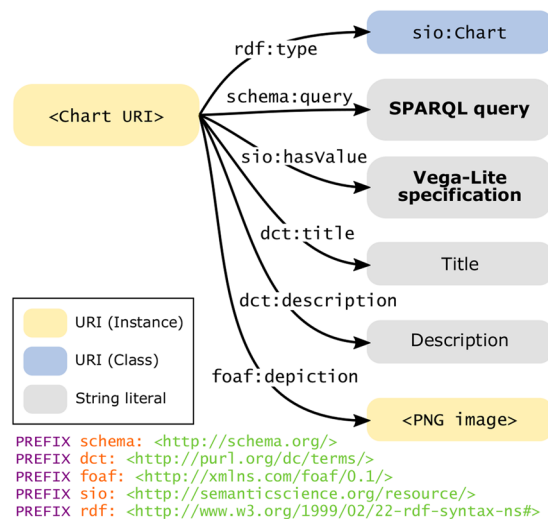 rdf:type
sio:Chart
<Chart URI>
schema:query
SPARQL query
sio:hasValue
Vega-Lite
specification
dct:title
Title
dct:description
Description
foaf:depiction
<PNG image>
URI (Instance)
URI (Class)
String literal
PREFIX schema: <http://schema.org/>
PREFIX dct: <http://purl.org/dc/terms/>
PREFIX foaf: <http://xmlns.com/foaf/0.1/>
PREFIX sio: <http://semanticscience.org/resource/>
PREFIX rdf: <http://www.w3.org/1999/02/22-rdf-syntax-ns#>